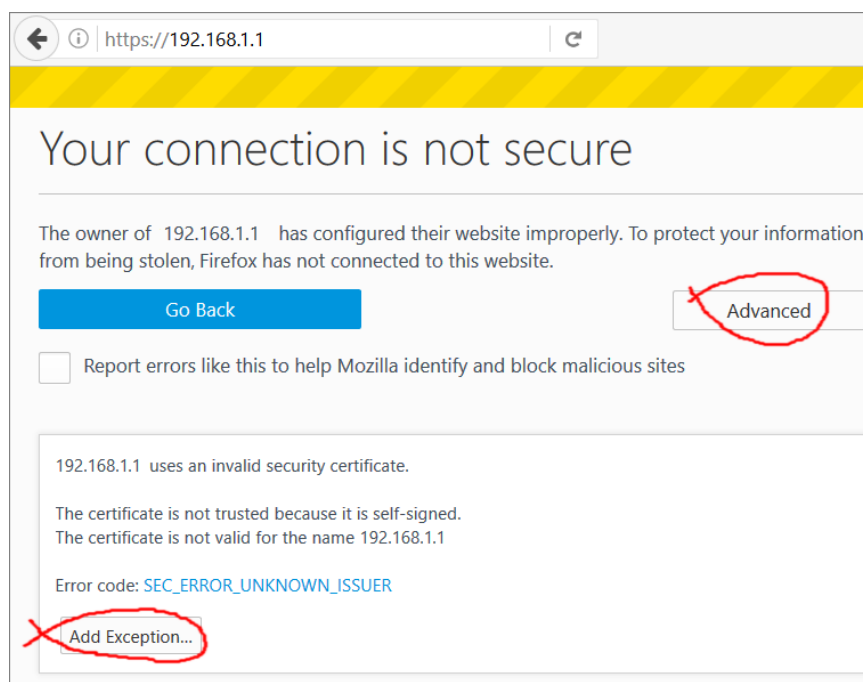 https://192.168.1.1
Your connection is not secure
The owner of 192.168.1.1 has configured their website improperly. To protect your information
from being stolen, Firefox has not connected to this website.
Go Back
Advanced
Report errors like this to help Mozilla identify and block malicious sites
192.168.1.1 uses an invalid security certificate.
The certificate is not trusted because it is self-signed.
The certificate is not valid for the name 192.168.1.1
Error code: SEC_ERROR_UNKNOWN_ISSUER
Add Exception...